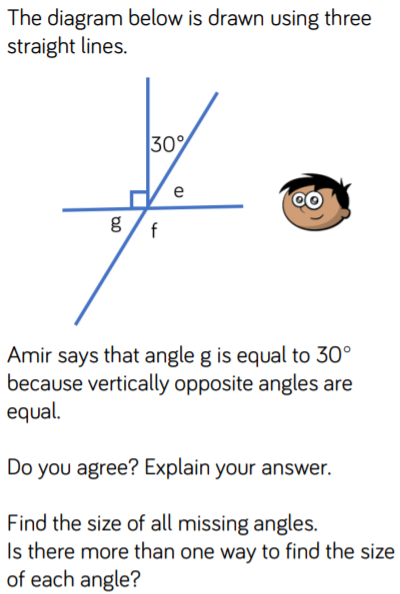 The diagram below is drawn using three
straight lines.
30°
e
g
f
Amir says that angle g is equal to 30°
because vertically opposite angles are
equal.
Do you agree? Explain your answer.
Find the size of all missing angles.
Is there more than one way to find the size
of each angle?